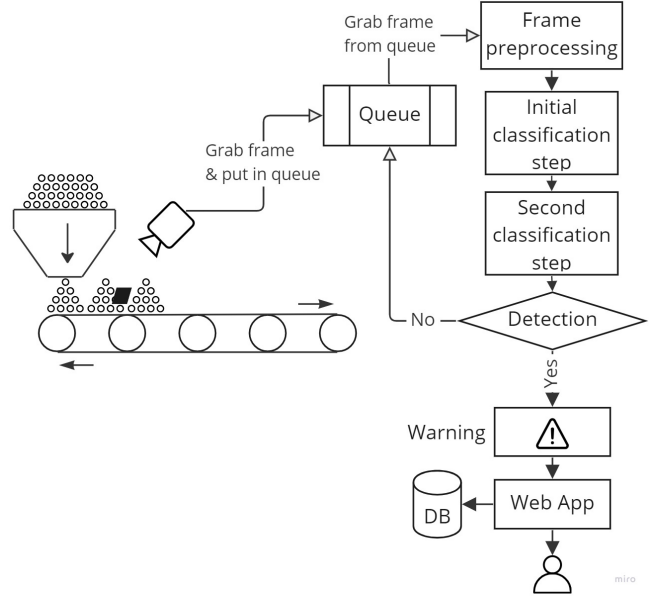 Grab frame
from queue
Frame
preprocessing
Queue
Initial
classification
step
Grab frame
& put in queue
Second
classification
step
No
Detection
Yes
Warning
Web App
DB
miro